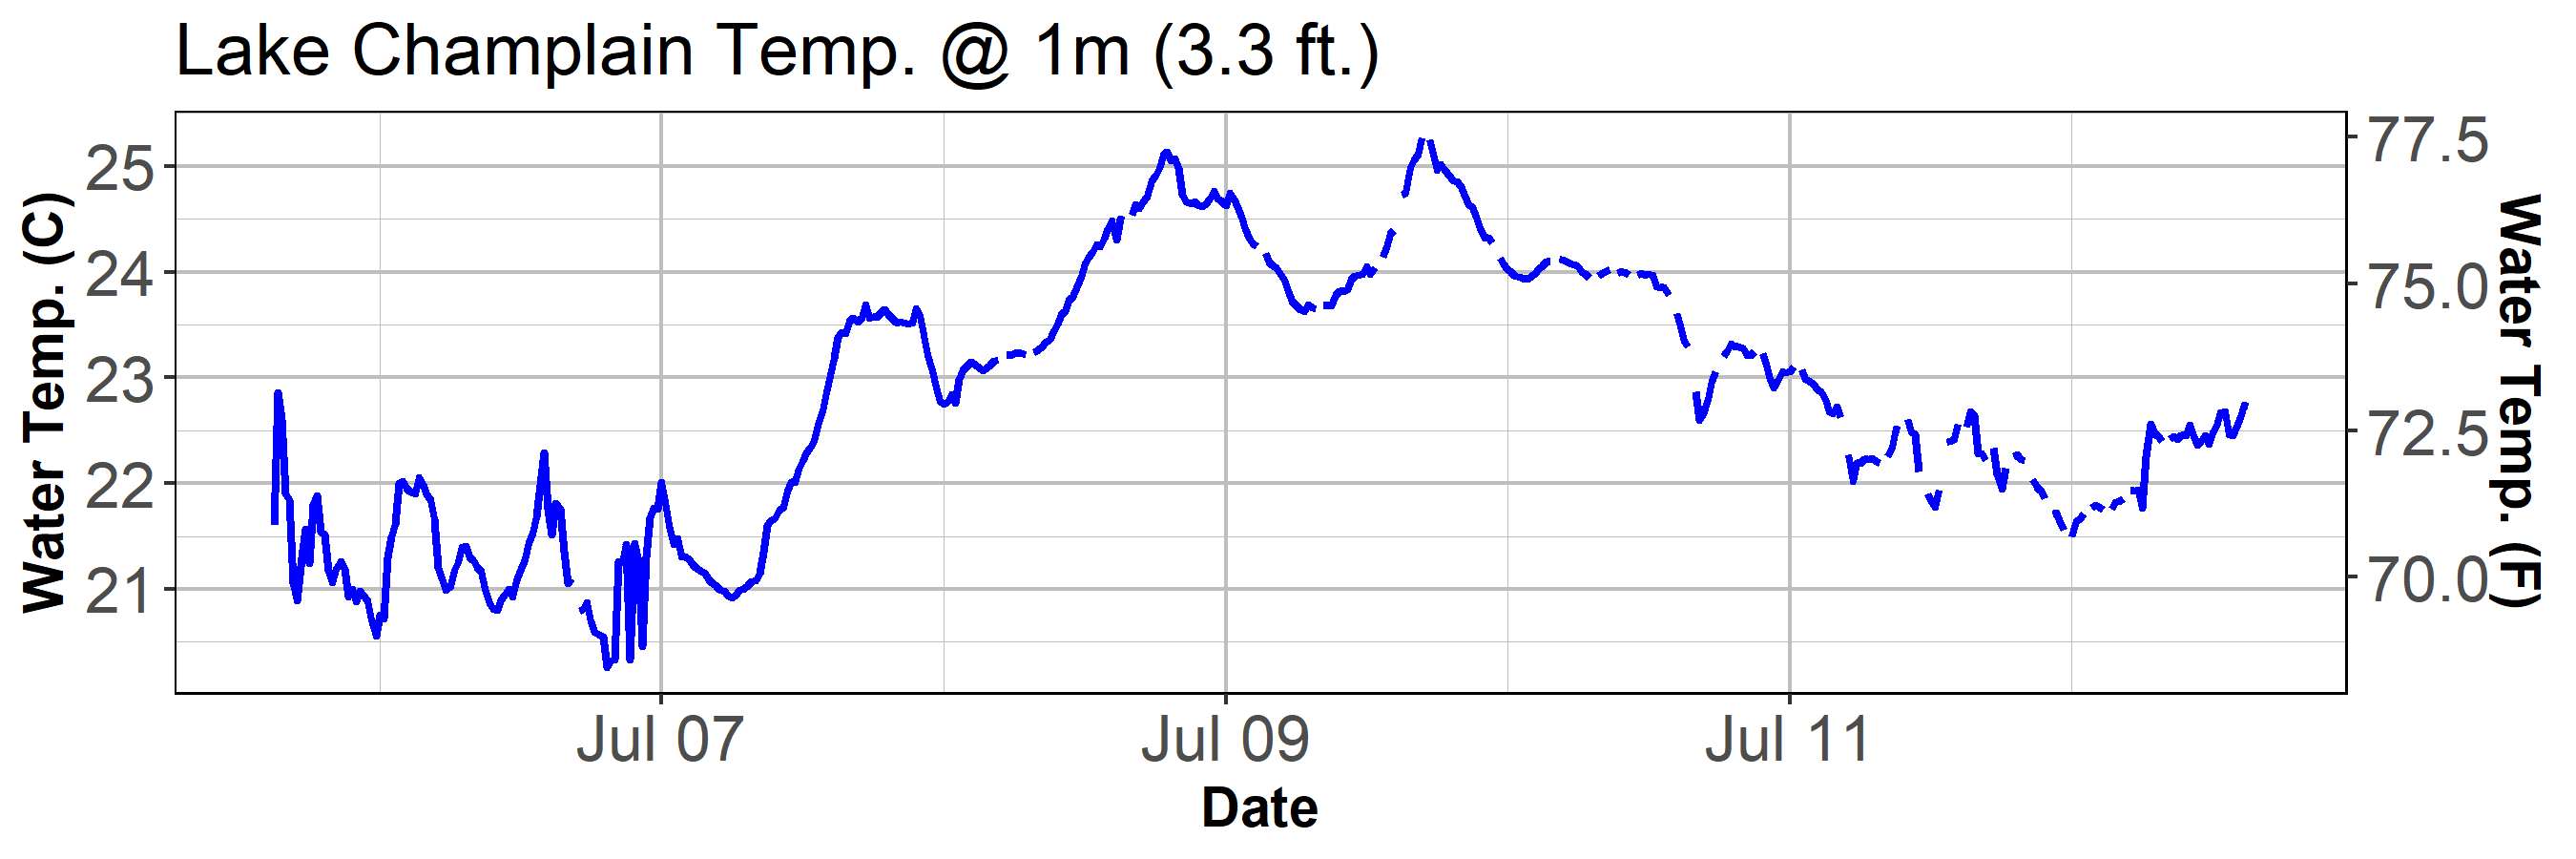 Lake Champlain Temp. @ 1m (3.3 ft.)
Water Temp. (C)
25
24
23
22
21
77.5
75.0
72.5
70.0
Water Temp. (F)
Jul 07 Jul 09 Jul 11
Date